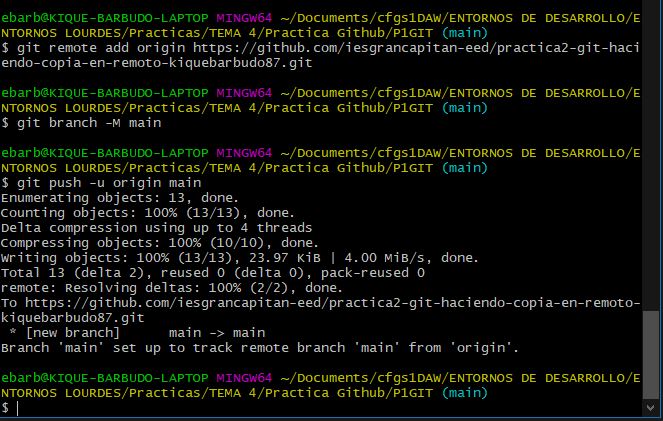 ebarb@KIQUE-BARBUDO-LAPTOP MINGW64 ~/Documents/cfgs1DAW/ENTORNOS DE DESARROLLO/E
NTORNOS LOURDES/Practicas/TEMA 4/Practica Github/P1GIT (main)
$ git remote add origin https://github.com/iesgrancapitan-eed/practica2-git-haci
endo-copia-en-remoto-kiquebarbudo87.git
ebarb@KIQUE-BARBUDO-LAPTOP MINGW64 ~/Documents/cfgs1DAW/ENTORNOS DE DESARROLLO/E
NTORNOS LOURDES/Practicas/TEMA 4/Practica Github/P1GIT (main)
$ git branch -M main
ebarb@KIQUE-BARBUDO-LAPTOP MINGW64 ~/Documents/cfgs1DAW/ENTORNOS DE DESARROLLO/E
NTORNOS LOURDES/Practicas/TEMA 4/Practica Github/P1GIT (main)
$ git push -u origin main
Enumerating objects: 13, done.
Counting objects: 100% (13/13), done.
Delta compression using up to 4 threads
Compressing objects: 100% (10/10), done.
Writing objects: 100% (13/13), 23.97 KiB | 4.00 MiB/s, done.
Total 13 (delta 2), reused 0 (delta 0), pack-reused 0
remote: Resolving deltas: 100% (2/2), done.
To https://github.com/iesgrancapitan-eed/practica2-git-haciendo-copia-en-remoto-
kiquebarbudo87.git
 * [new branch]      main -> main
Branch 'main' set up to track remote branch 'main' from 'origin'.
ebarb@KIQUE-BARBUDO-LAPTOP MINGW64 ~/Documents/cfgs1DAW/ENTORNOS DE DESARROLLO/E
NTORNOS LOURDES/Practicas/TEMA 4/Practica Github/P1GIT (main)
$